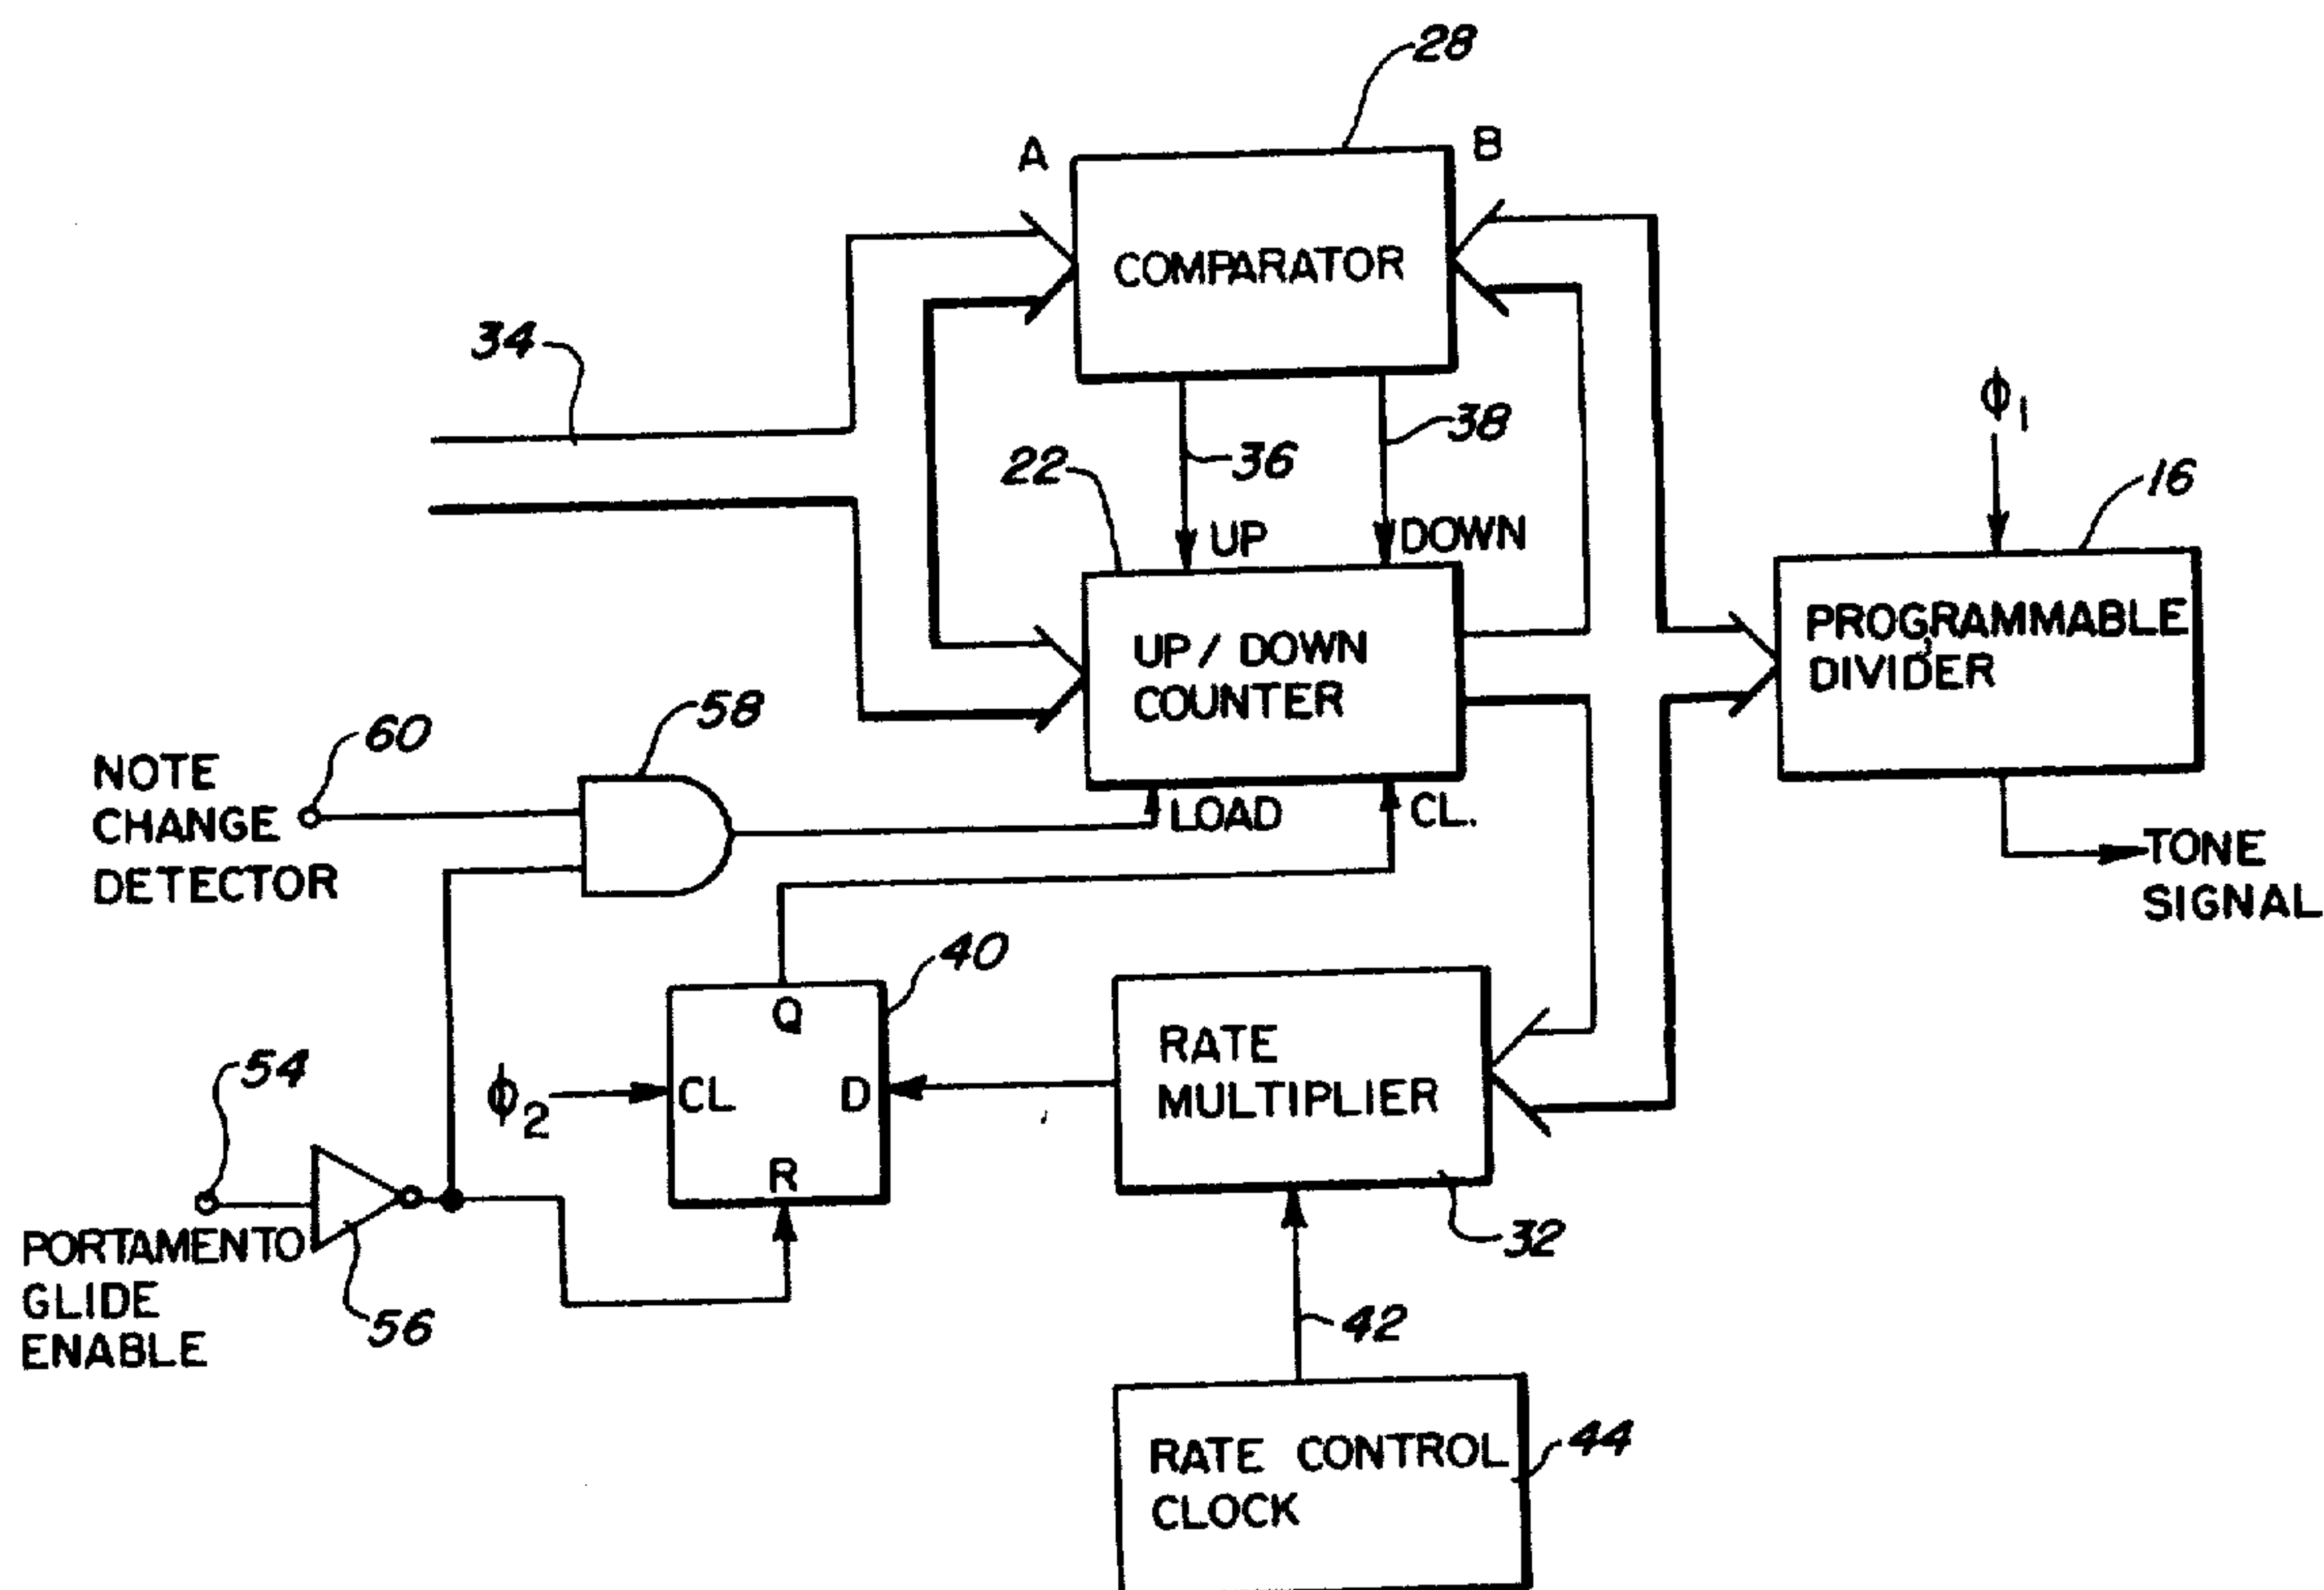 28
A
B
COMPARATOR
34
38
36
22
UP
DOWN
ϕ1
16
UP/DOWN
COUNTER
PROGRAMMABLE
DIVIDER
58
60
NOTE
CHANGE
DETECTOR
LOAD
CL.
TONE
SIGNAL
40
Q
ϕ2
CL
D
R
RATE
MULTIPLIER
54
32
PORTAMENTO
GLIDE
ENABLE
56
42
RATE CONTROL
CLOCK
44